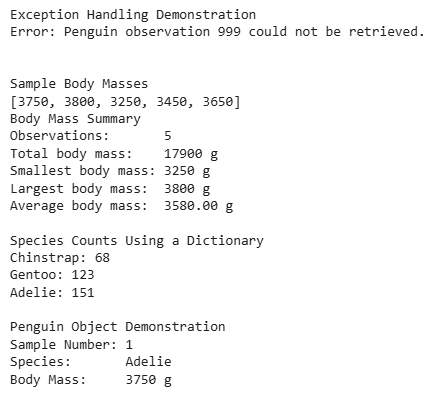 Exception Handling Demonstration
Error: Penguin observation 999 could not be retrieved.
Sample Body Masses
[3750, 3800, 3250, 3450, 3650]
Body Mass Summary
Observations: 5
Total body mass: 17900 g
Smallest body mass: 3250 g
Largest body mass: 3800 g
Average body mass: 3580.00 g
Species Counts Using a Dictionary
Chinstrap: 68
Gentoo: 123
Adelie: 151
Penguin Object Demonstration
Sample Number: 1
Species: Adelie
Body Mass: 3750 g